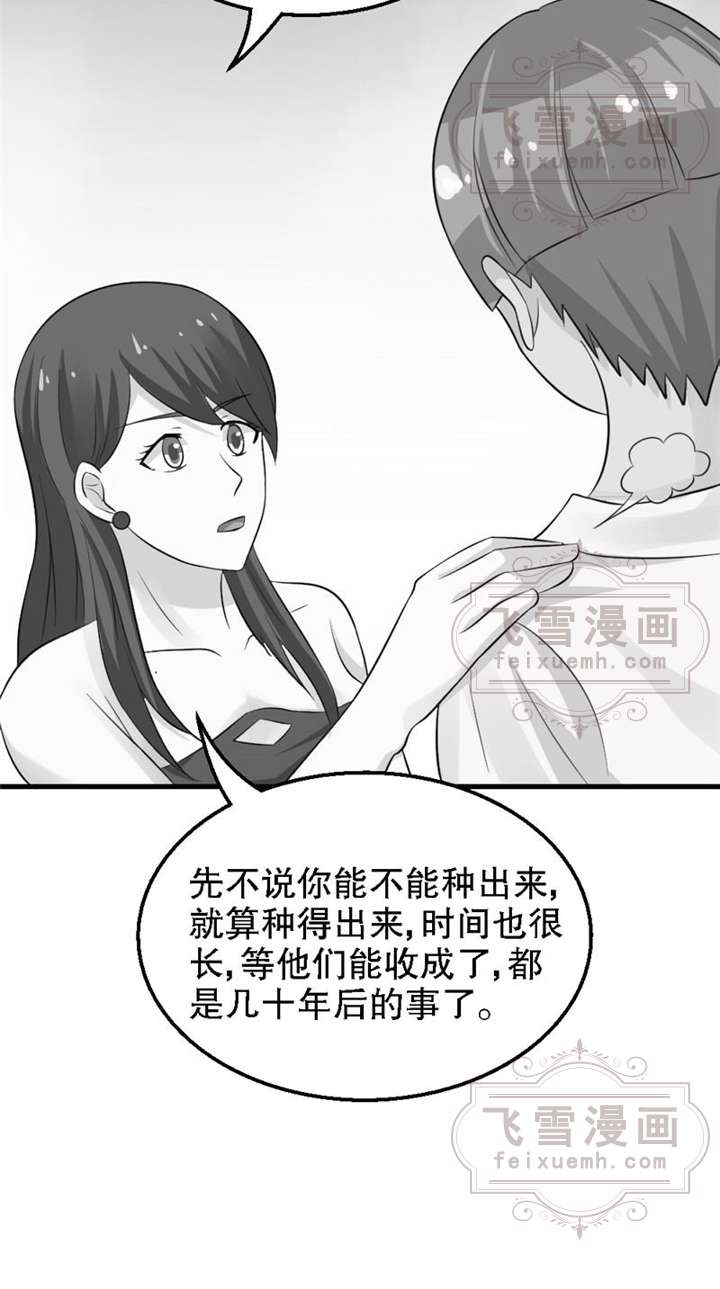 飞雪漫画
feixuemh.com
飞雪漫画
feixuemh.com
先不说你能不能种出来,
就算种得出来,时间也很
长,等他们能收成了,都
是几十年后的事了。
飞雪漫画
feixuemh.com